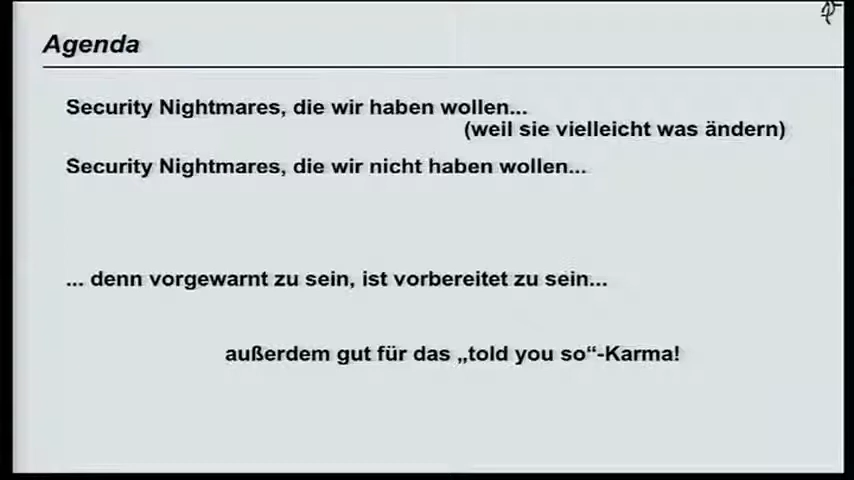 Agenda
Security Nightmares, die wir haben wollen...
(weil sie vielleicht was ändern)
Security Nightmares, die wir nicht haben wollen...
... denn vorgewarnt zu sein, ist vorbereitet zu sein...
außerdem gut für das „told you so“-Karma!